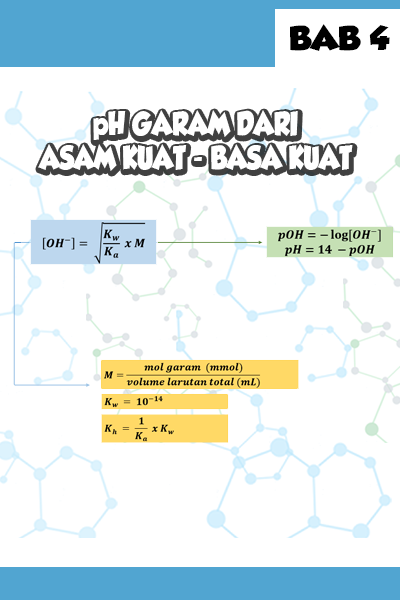 BAB 4
pH GARAM DARI
ASAM KUAT - BASA KUAT
[OH⁻] = √(K_w/K_a x M)
pOH = − log[OH⁻]
pH = 14 − pOH
M = mol garam (mmol) / volume larutan total (mL)
K_w = 10⁻¹⁴
K_h = 1/K_a x K_w